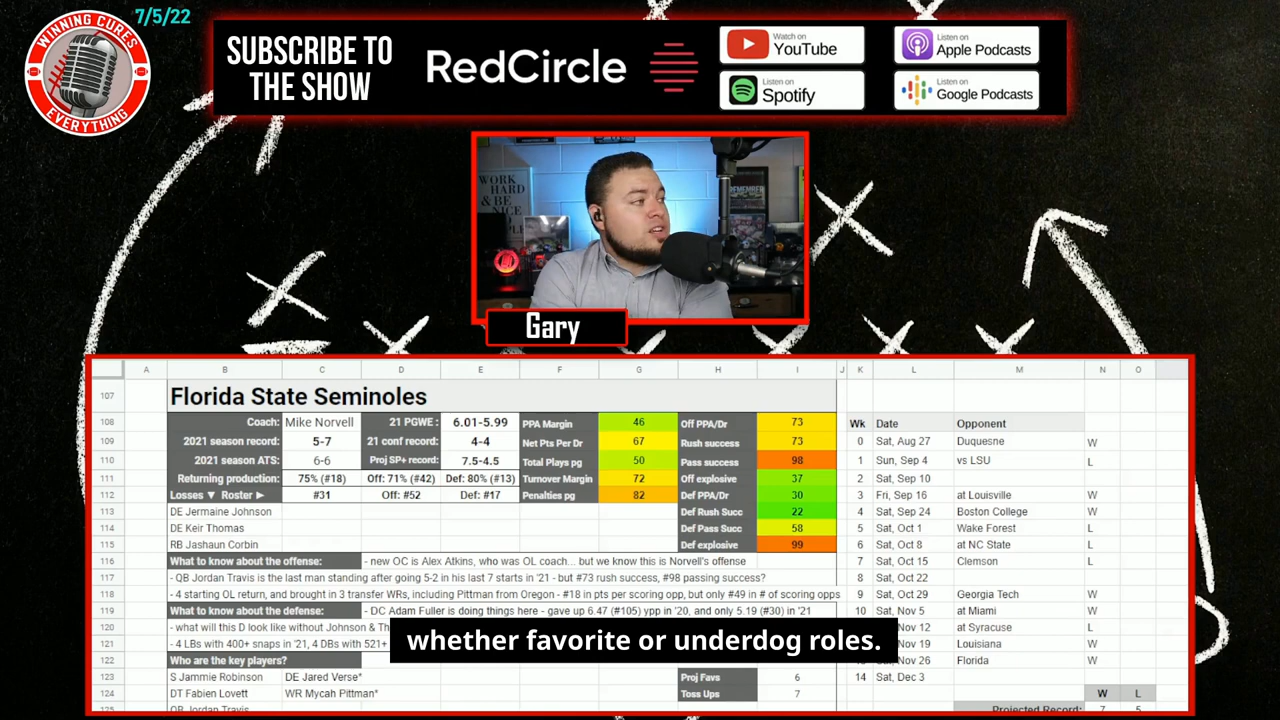 7/5/22
WINNING CURES
EVERYTHING
SUBSCRIBE TO
THE SHOW
RedCircle
Watch on
YouTube
Listen on
Apple Podcasts
Listen on
Spotify
Listen on
Google Podcasts
WORK
HARD
& BE
NICE
REMEMBER
Gary
A B C D E F G H I J K L M N O
107 Florida State Seminoles
108 Coach: Mike Norvell 21 PGWE : 6.01-5.99 PPA Margin 46 Off PPA/Dr 73 Wk Date Opponent
109 2021 season record: 5-7 21 conf record: 4-4 Net Pts Per Dr 67 Rush success 73 0 Sat, Aug 27 Duquesne W
110 2021 season ATS: 6-6 Proj SP+ record: 7.5-4.5 Total Plays pg 50 Pass success 98 1 Sun, Sep 4 vs LSU L
111 Returning production: 75% (#18) Off: 71% (#42) Def: 80% (#13) Turnover Margin 72 Off explosive 37 2 Sat, Sep 10
112 Losses ▼ Roster ► #31 Off: #52 Def: #17 Penalties pg 82 Def PPA/Dr 30 3 Fri, Sep 16 at Louisville W
113 DE Jermaine Johnson Def Rush Succ 22 4 Sat, Sep 24 Boston College W
114 DE Keir Thomas Def Pass Succ 58 5 Sat, Oct 1 Wake Forest L
115 RB Jashaun Corbin Def explosive 99 6 Sat, Oct 8 at NC State L
116 What to know about the offense: - new OC is Alex Atkins, who was OL coach... but we know this is Norvell's offense 7 Sat, Oct 15 Clemson L
117 - QB Jordan Travis is the last man standing after going 5-2 in his last 7 starts in '21 - but #73 rush success, #98 passing success? 8 Sat, Oct 22
118 - 4 starting OL return, and brought in 3 transfer WRs, including Pittman from Oregon - #18 in pts per scoring opp, but only #49 in # of scoring opps 9 Sat, Oct 29 Georgia Tech W
119 What to know about the defense: - DC Adam Fuller is doing things here - gave up 6.47 (#105) ypp in '20, and only 5.19 (#30) in '21 10 Sat, Nov 5 at Miami W
120 - what will this D look like without Johnson & Th Nov 12 at Syracuse L
121 - 4 LBs with 400+ snaps in '21, 4 DBs with 521+ Nov 19 Louisiana W
122 Who are the key players? Nov 26 Florida W
123 S Jammie Robinson DE Jared Verse* Proj Favs 6 14 Sat, Dec 3
124 DT Fabien Lovett WR Mycah Pittman* Toss Ups 7 W L
125 QB Jordan Travis Projected Record: 7 5
whether favorite or underdog roles.